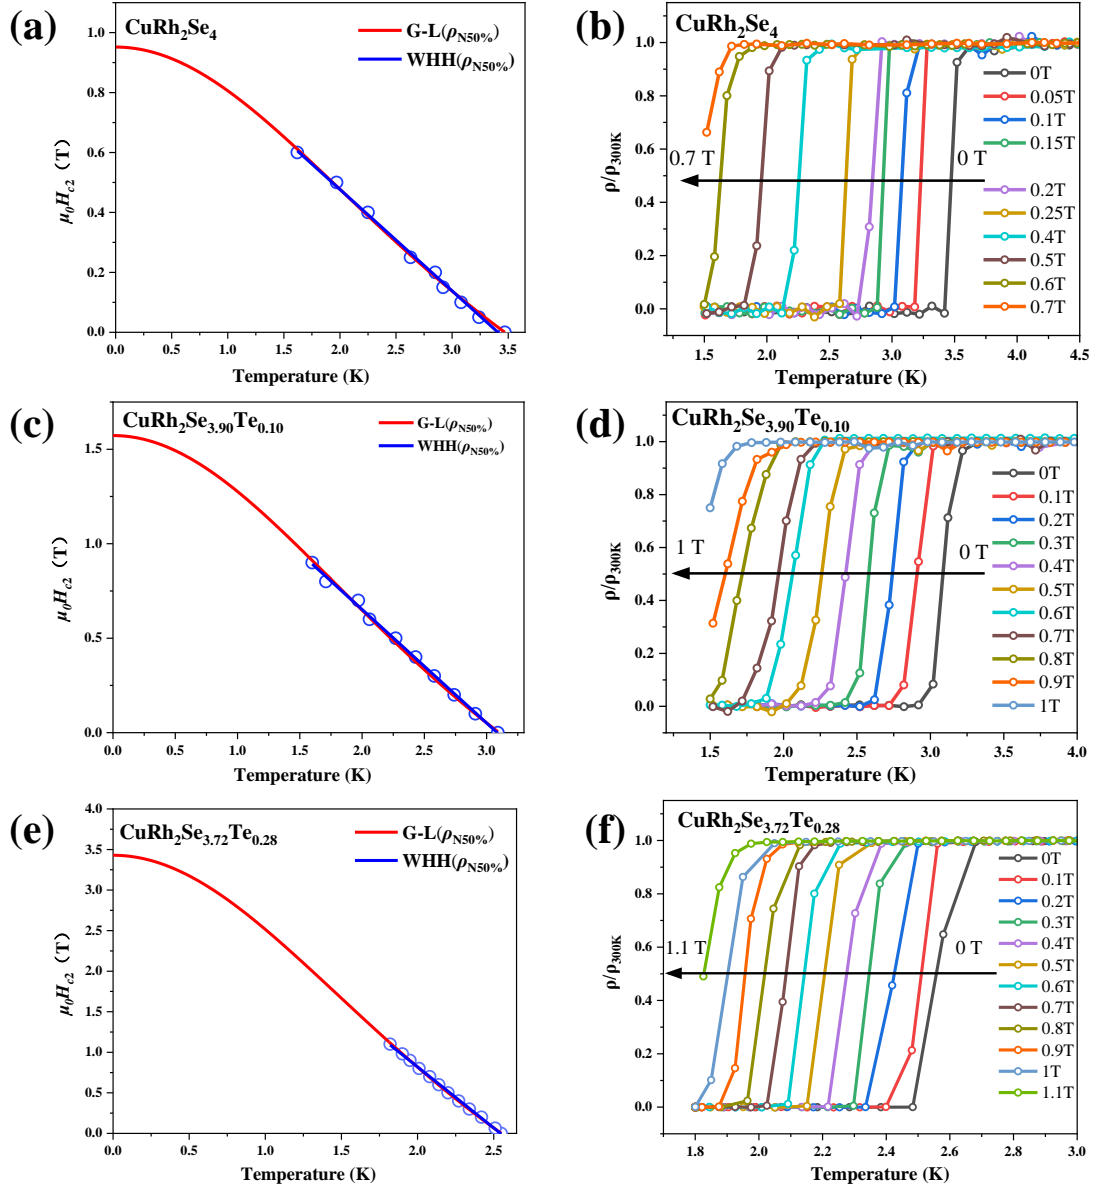 (a)
CuRh₂Se₄
G-L(ρN50%)
WHH(ρN50%)
1.0
0.8
0.6
0.4
0.2
0.0
μ₀Hc2 (T)
0.0 0.5 1.0 1.5 2.0 2.5 3.0 3.5
Temperature (K)
(b)
CuRh₂Se₄
1.0
0.8
0.6
0.4
0.2
0.0
ρ/ρ300K
0.7 T
0 T
0T
0.05T
0.1T
0.15T
0.2T
0.25T
0.4T
0.5T
0.6T
0.7T
1.5 2.0 2.5 3.0 3.5 4.0 4.5
Temperature (K)
(c)
CuRh₂Se3.90Te0.10
G-L(ρN50%)
WHH(ρN50%)
1.5
1.0
0.5
0.0
μ₀Hc2 (T)
0.0 0.5 1.0 1.5 2.0 2.5 3.0
Temperature (K)
(d)
CuRh₂Se3.90Te0.10
1.0
0.8
0.6
0.4
0.2
0.0
ρ/ρ300K
1 T
0 T
0T
0.1T
0.2T
0.3T
0.4T
0.5T
0.6T
0.7T
0.8T
0.9T
1T
1.5 2.0 2.5 3.0 3.5 4.0
Temperature (K)
(e)
CuRh₂Se3.72Te0.28
G-L(ρN50%)
WHH(ρN50%)
4.0
3.5
3.0
2.5
2.0
1.5
1.0
0.5
0.0
μ₀Hc2 (T)
0.0 0.5 1.0 1.5 2.0 2.5
Temperature (K)
(f)
CuRh₂Se3.72Te0.28
1.0
0.8
0.6
0.4
0.2
0.0
ρ/ρ300K
1.1 T
0 T
0T
0.1T
0.2T
0.3T
0.4T
0.5T
0.6T
0.7T
0.8T
0.9T
1T
1.1T
1.8 2.0 2.2 2.4 2.6 2.8 3.0
Temperature (K)